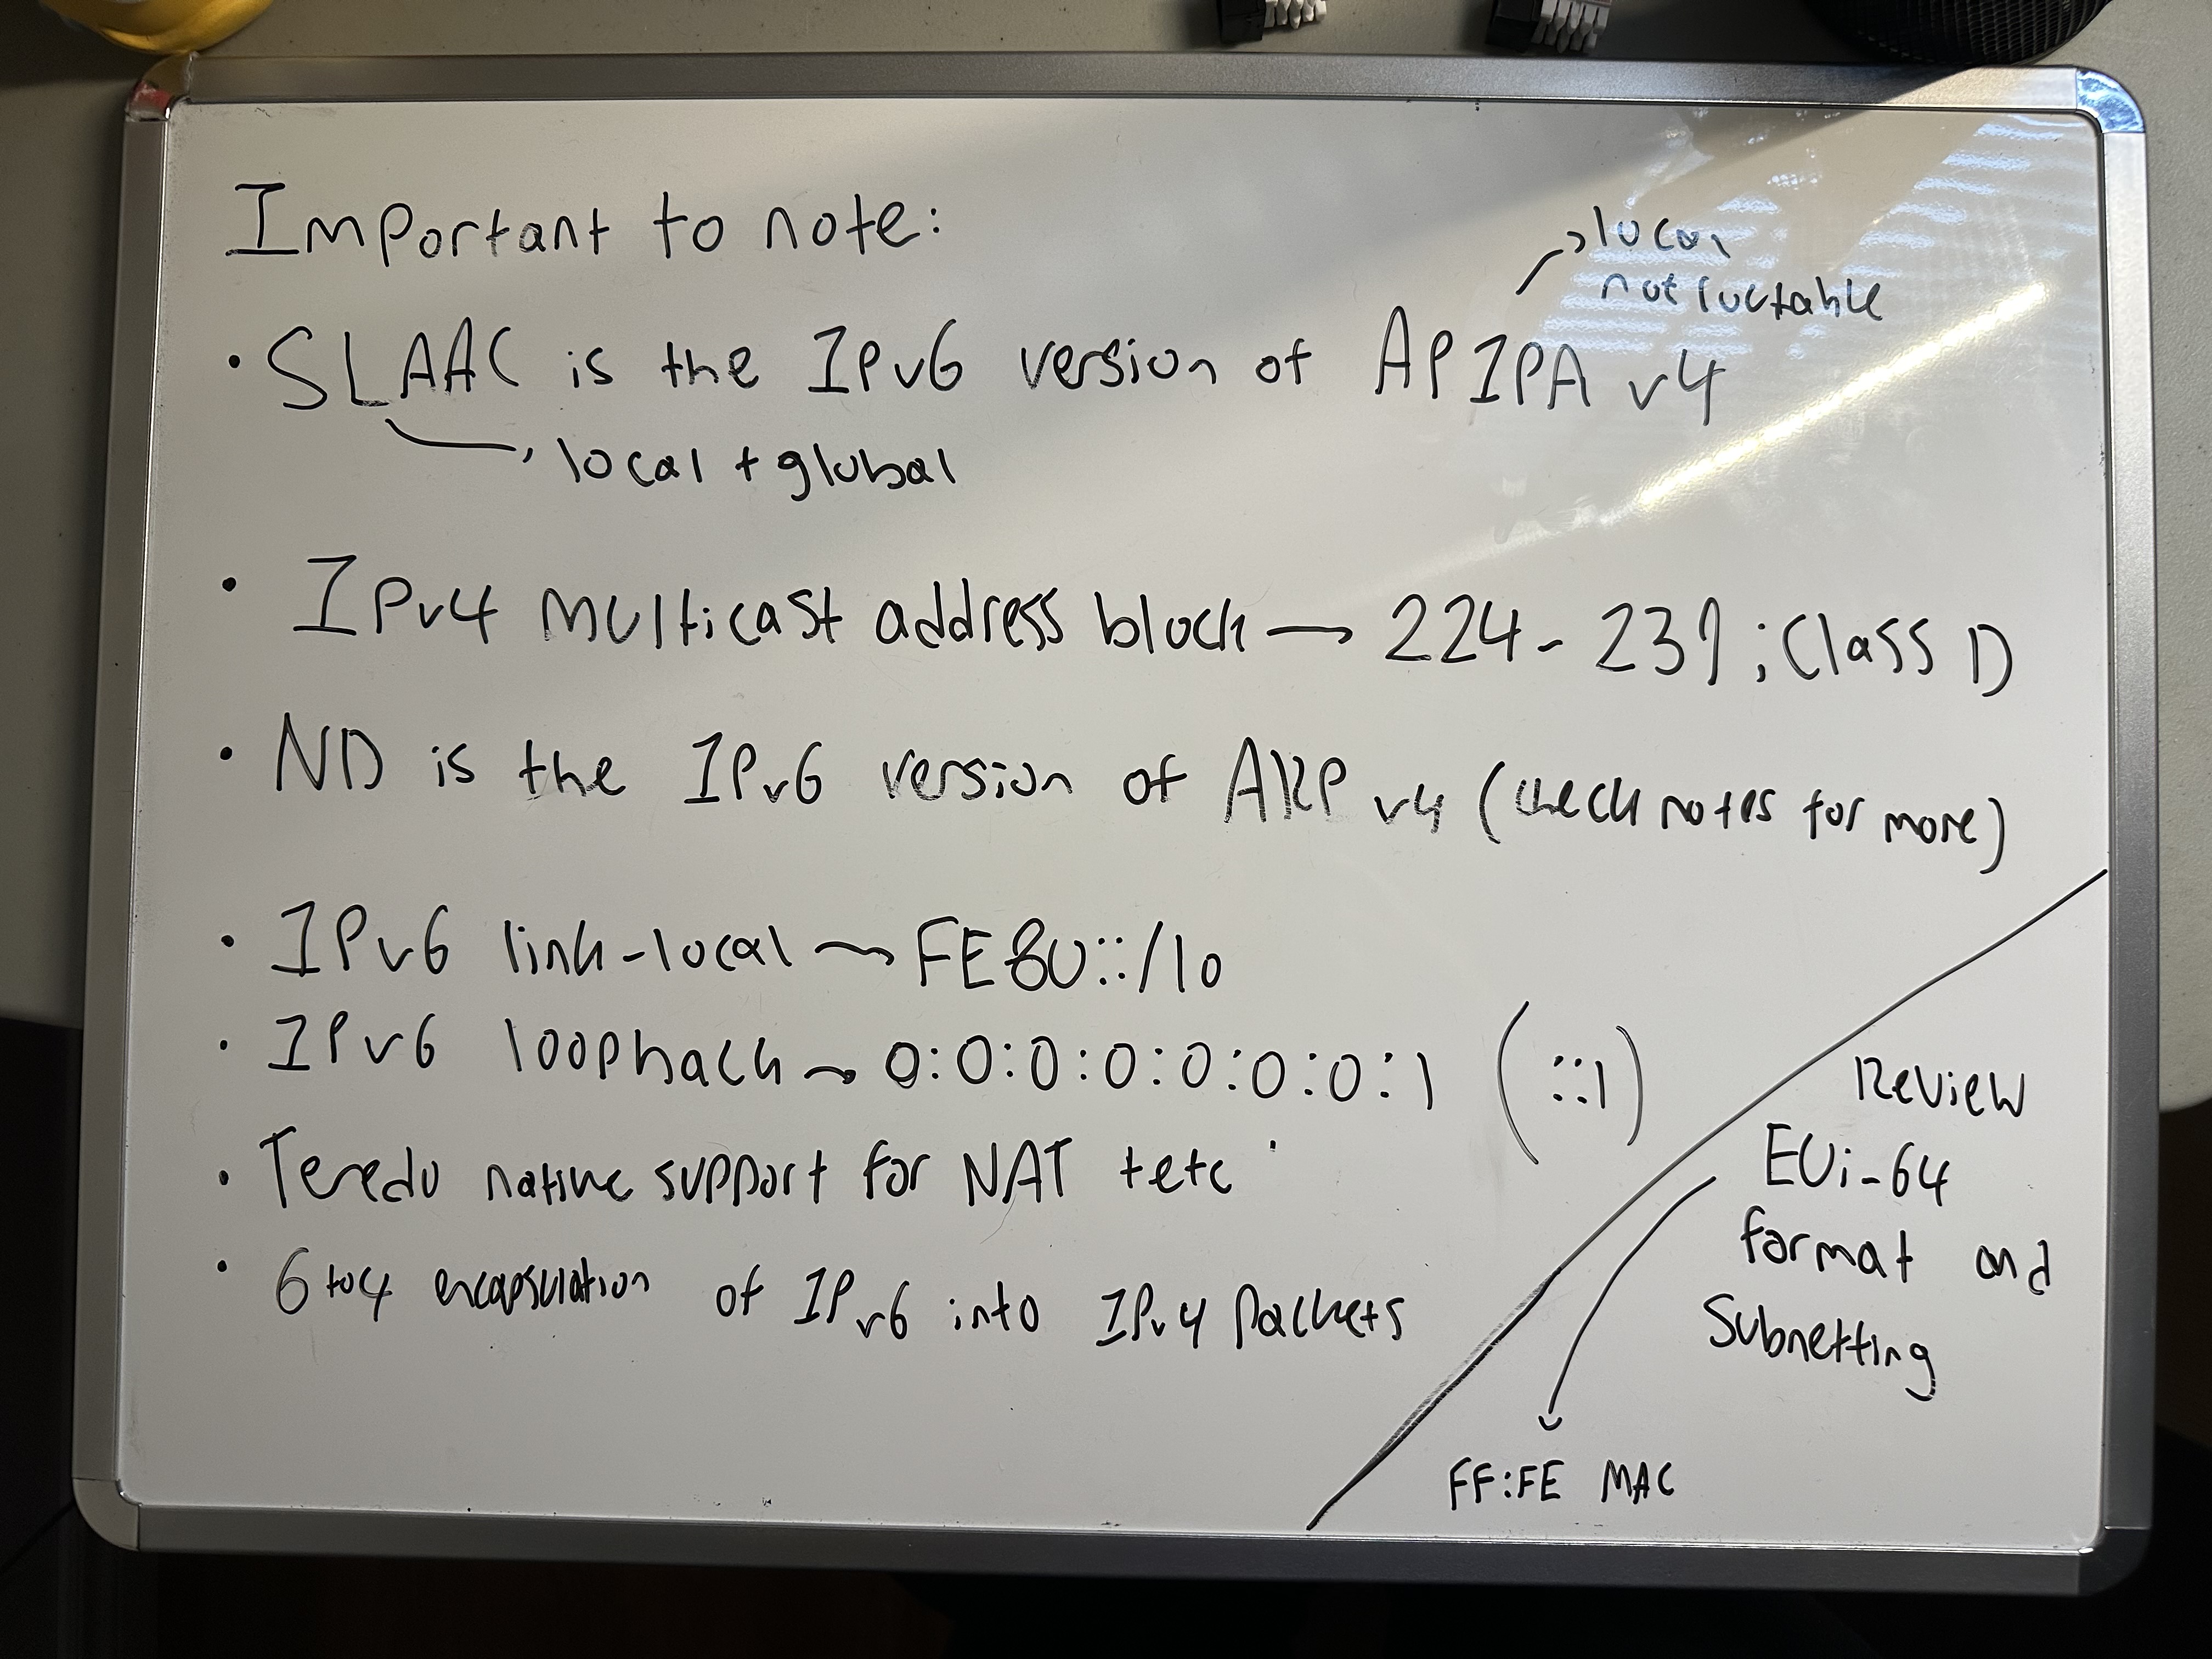 Important to note:
local
not routable
• SLAAC is the IPv6 version of APIPA v4
local + global
• IPv4 multicast address block → 224 - 239 ; Class D
• ND is the IPv6 version of ARP v4 (check notes for more)
• IPv6 link-local → FE80::/10
• IPv6 loopback → 0:0:0:0:0:0:0:1 (::1)
• Teredo native support for NAT + etc
• 6to4 encapsulation of IPv6 into IPv4 Packets
Review
EUi-64
format and
Subnetting
FF:FE MAC